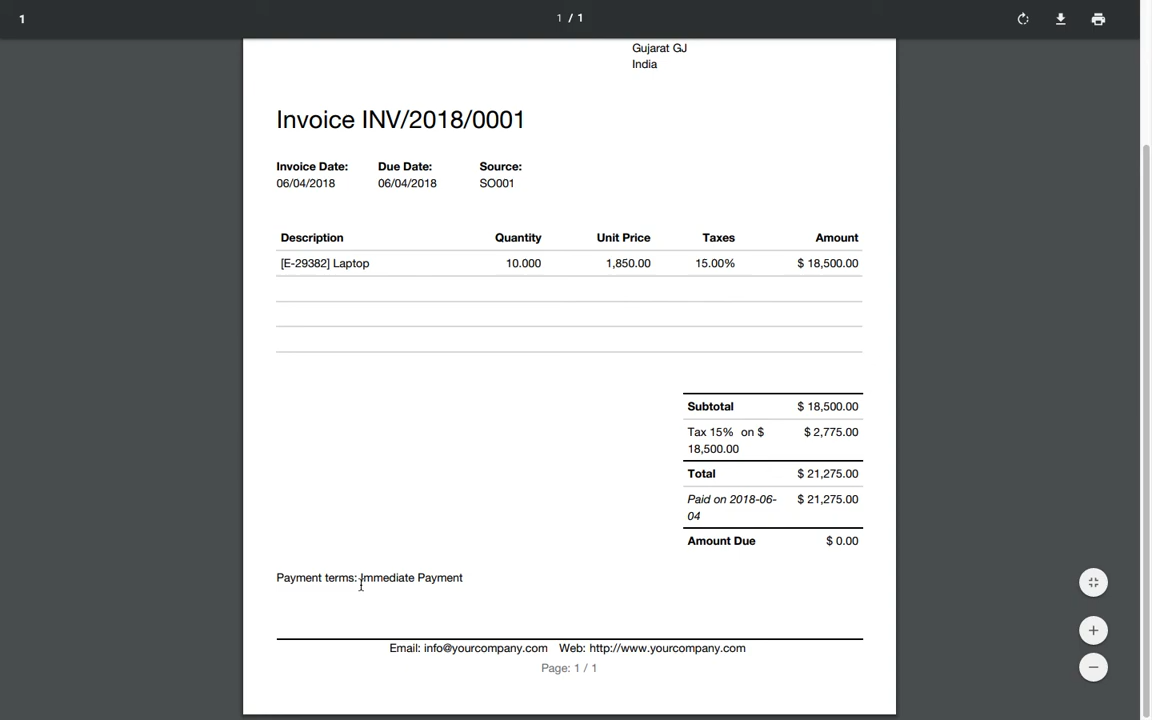 1
1 / 1
Gujarat GJ
India
Invoice INV/2018/0001
Invoice Date: Due Date: Source:
06/04/2018 06/04/2018 SO001
Description Quantity Unit Price Taxes Amount
[E-29382] Laptop 10.000 1,850.00 15.00% $ 18,500.00
Subtotal $ 18,500.00
Tax 15% on $ $ 2,775.00
18,500.00
Total $ 21,275.00
Paid on 2018-06- $ 21,275.00
04
Amount Due $ 0.00
Payment terms: Immediate Payment
Email: info@yourcompany.com Web: http://www.yourcompany.com
Page: 1 / 1